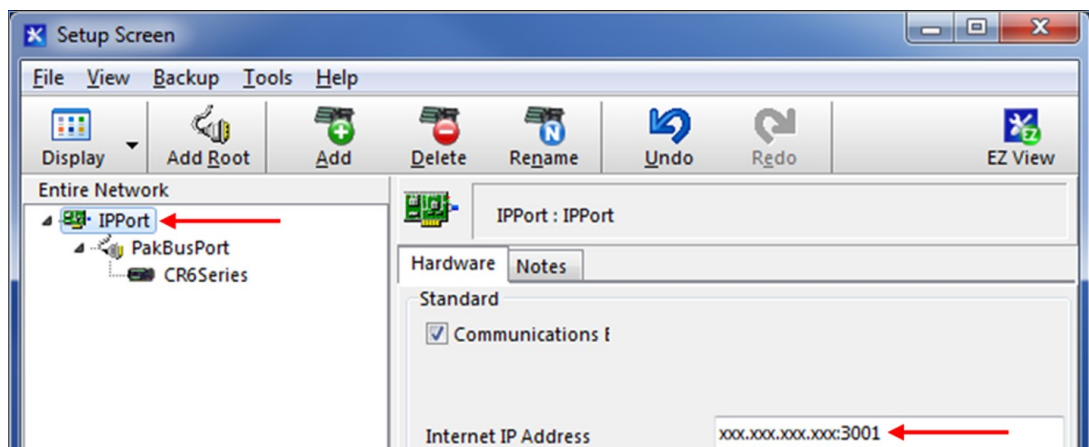 Setup Screen
File View Backup Tools Help
Display Add Root Add Delete Rename Undo Redo EZ View
Entire Network
IPPort
PakBusPort
CR6Series
IPPort : IPPort
Hardware Notes
Standard
Communications E
Internet IP Address xxx.xxx.xxx.xxx:3001